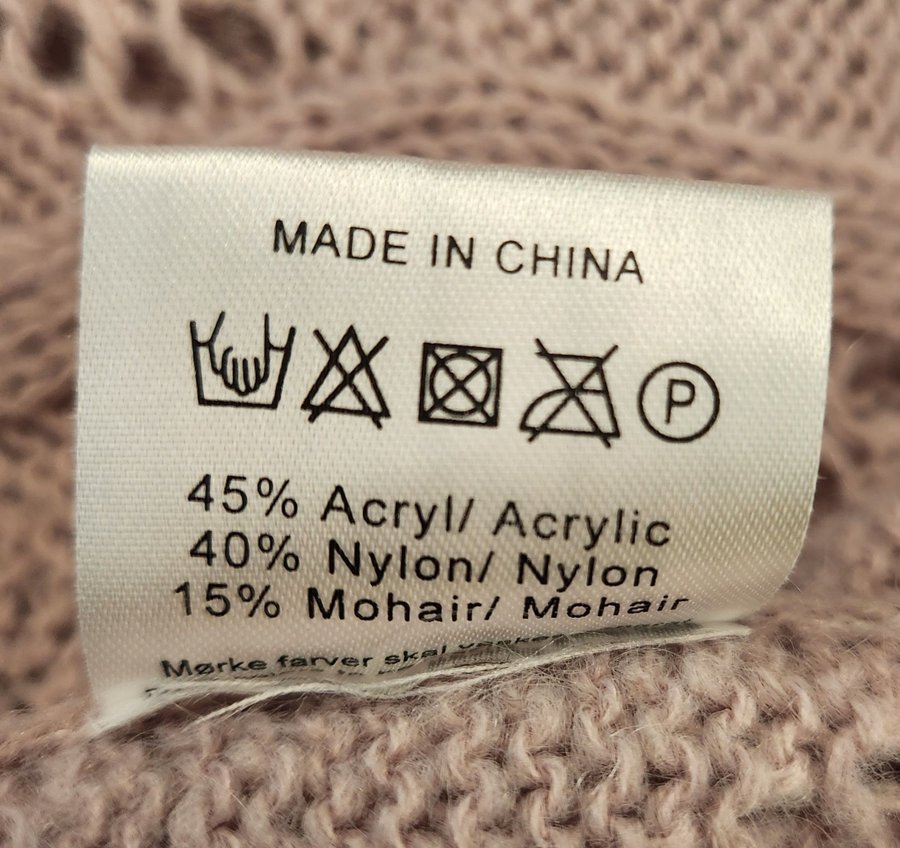 MADE IN CHINA
P
45% Acryl/ Acrylic
40% Nylon/ Nylon
15% Mohair/ Mohair
Mørke farver skal